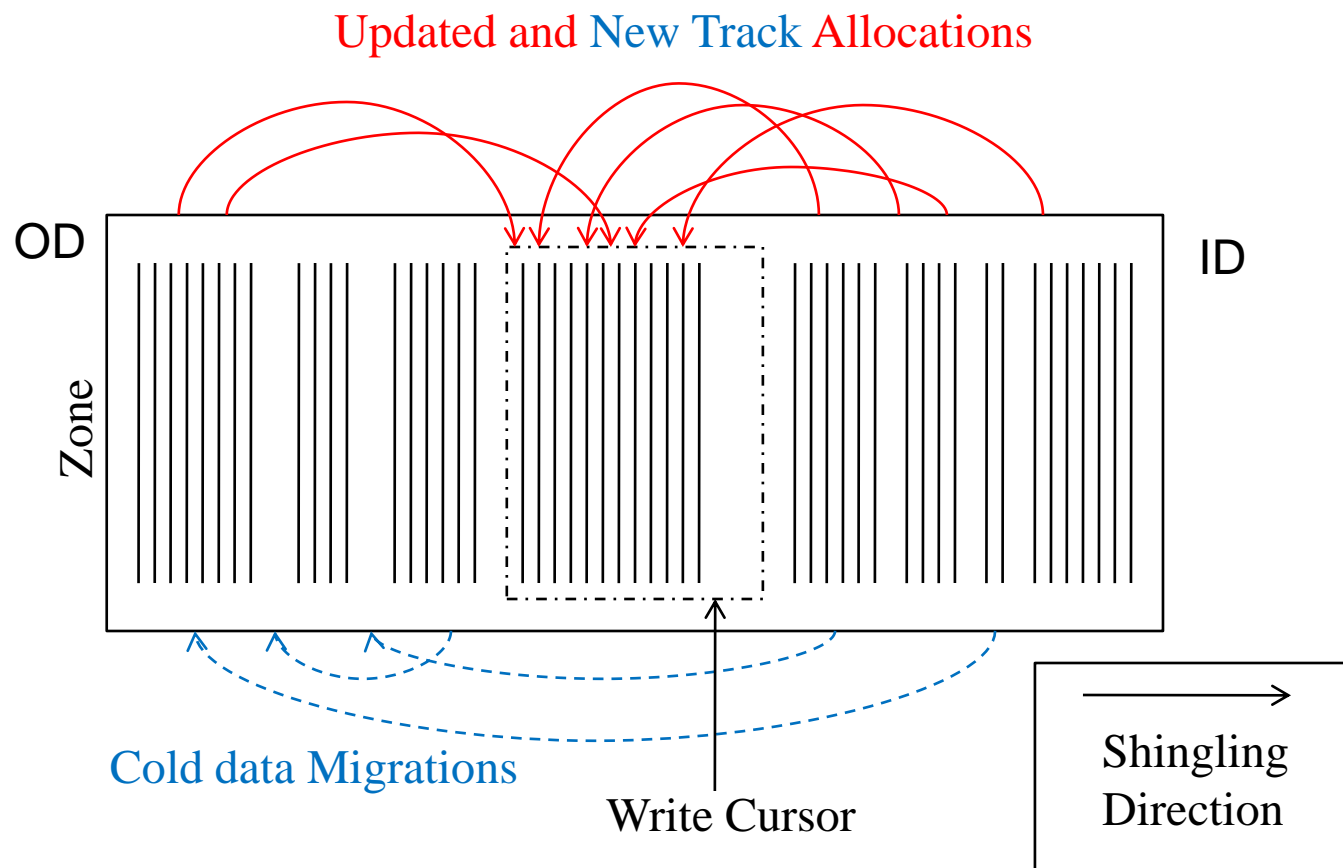 Updated and New Track Allocations
OD
ID
Zone
Cold data Migrations
Write Cursor
Shingling
Direction